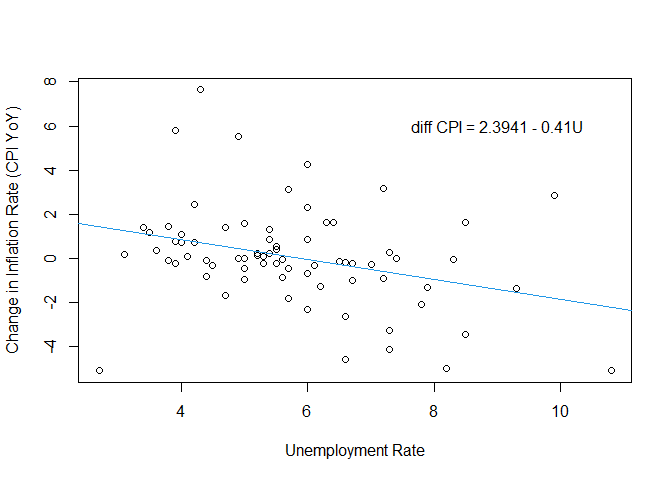 diff CPI = 2.3941 - 0.41U
Change in Inflation Rate (CPI YoY)
8
6
4
2
0
-2
-4
4 6 8 10
Unemployment Rate